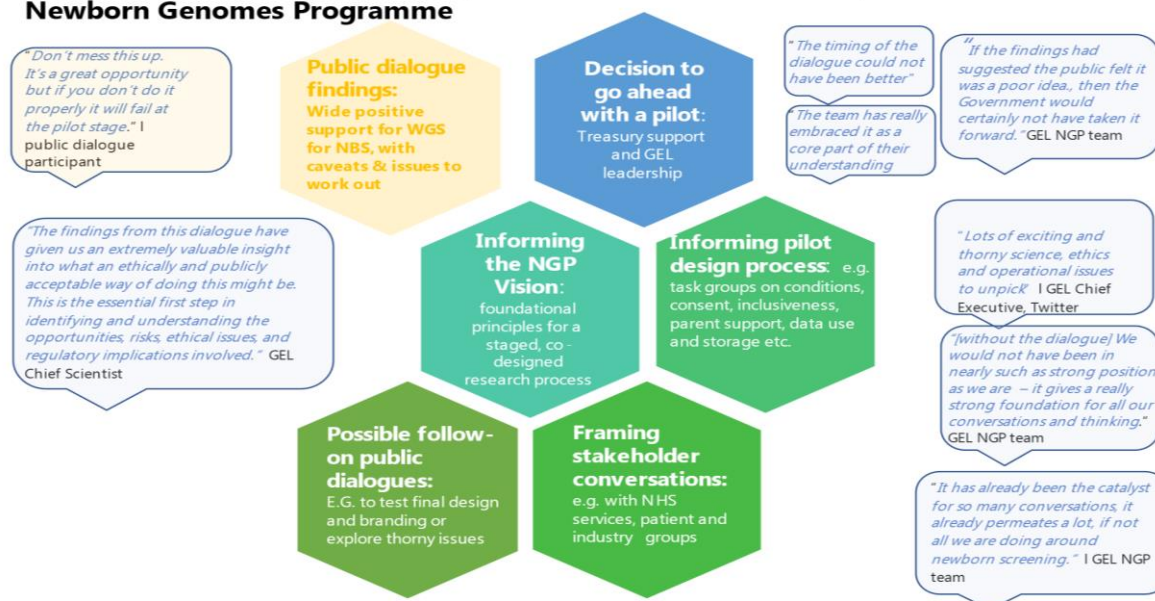 Newborn Genomes Programme
"Don't mess this up.
It's a great opportunity
but if you don't do it
properly it will fail at
the pilot stage." l
public dialogue
participant
Public dialogue
findings:
Wide positive
support for WGS
for NBS, with
caveats & issues to
work out
Decision to
go ahead
with a pilot:
Treasury support
and GEL
leadership
"The timing of the
dialogue could not
have been better"
"The team has really
embraced it as a
core part of their
understanding
"If the findings had
suggested the public felt it
was a poor idea., then the
Government would
certainly not have taken it
forward." GEL NGP team
"The findings from this dialogue have
given us an extremely valuable insight
into what an ethically and publicly
acceptable way of doing this might be.
This is the essential first step in
identifying and understanding the
opportunities, risks, ethical issues, and
regulatory implications involved." GEL
Chief Scientist
Informing
the NGP
Vision:
foundational
principles for a
staged, co-
designed
research process
Informing pilot
design process: e.g.
task groups on conditions,
consent, inclusiveness,
parent support, data use
and storage etc.
"Lots of exciting and
thorny science, ethics
and operational issues
to unpick" l GEL Chief
Executive, Twitter
"[without the dialogue] We
would not have been in
nearly such as strong position
as we are – it gives a really
strong foundation for all our
conversations and thinking."
GEL NGP team
Possible follow-
on public
dialogues:
E.G. to test final design
and branding or
explore thorny issues
Framing
stakeholder
conversations:
e.g. with NHS
services, patient and
industry groups
"It has already been the catalyst
for so many conversations, it
already permeates a lot, if not
all we are doing around
newborn screening." l GEL NGP
team